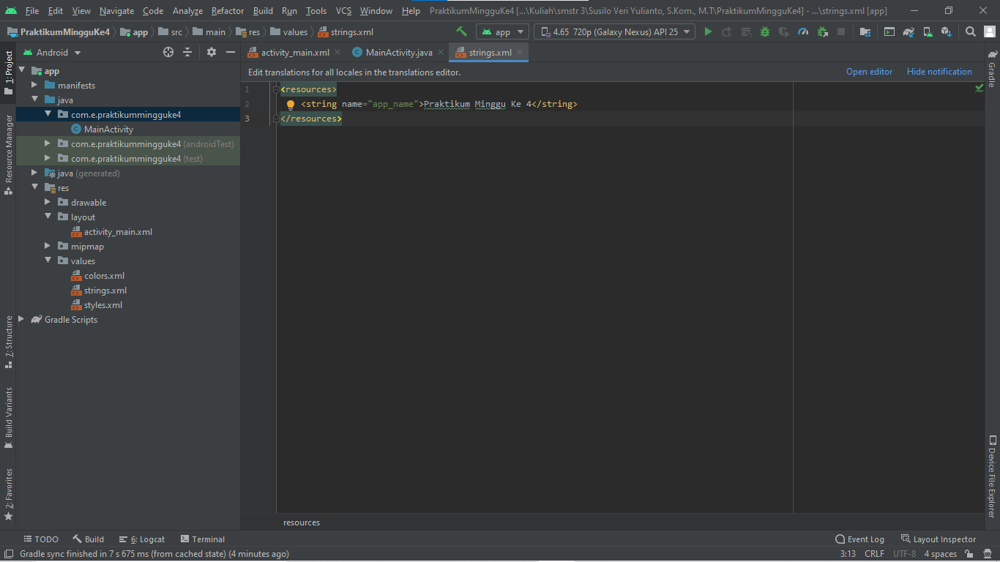 File Edit View Navigate Code Analyze Refactor Build Run Tools VCS Window Help PraktikumMingguKe4 [...\Kuliah\smstr 3\Susilo Veri Yulianto, S.Kom., M.T\PraktikumMingguKe4] - ...\strings.xml [app]
PraktikumMingguKe4 app src main res values strings.xml app 4.65 720p (Galaxy Nexus) API 25
Android activity_main.xml MainActivity.java strings.xml
Edit translations for all locales in the translations editor. Open editor Hide notification
1: Project
Resource Manager
7: Structure
Build Variants
2: Favorites
app
manifests
java
com.e.praktikummingguke4
MainActivity
com.e.praktikummingguke4 (androidTest)
com.e.praktikummingguke4 (test)
java (generated)
res
drawable
layout
activity_main.xml
mipmap
values
colors.xml
strings.xml
styles.xml
Gradle Scripts
1 <resources>
2 <string name="app_name">Praktikum Minggu Ke 4</string>
3 </resources>
resources
Gradle
Device File Explorer
TODO Build 6: Logcat Terminal Event Log Layout Inspector
Gradle sync finished in 7 s 675 ms (from cached state) (4 minutes ago) 3:13 CRLF UTF-8 4 spaces